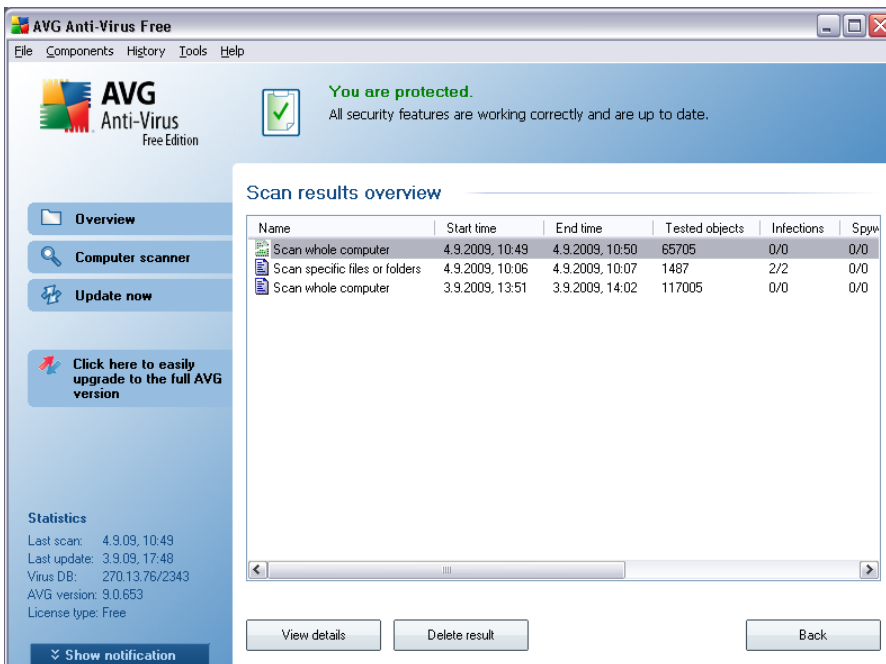 AVG Anti-Virus Free
File Components History Tools Help
AVG
Anti-Virus
Free Edition
You are protected.
All security features are working correctly and are up to date.
Overview
Computer scanner
Update now
Click here to easily
upgrade to the full AVG
version
Scan results overview
Name Start time End time Tested objects Infections Spyw
Scan whole computer 4.9.2009, 10:49 4.9.2009, 10:50 65705 0/0 0/0
Scan specific files or folders 4.9.2009, 10:06 4.9.2009, 10:07 1487 2/2 0/0
Scan whole computer 3.9.2009, 13:51 3.9.2009, 14:02 117005 0/0 0/0
Statistics
Last scan: 4.9.09, 10:49
Last update: 3.9.09, 17:48
Virus DB: 270.13.76/2343
AVG version: 9.0.653
License type: Free
Show notification
View details Delete result Back